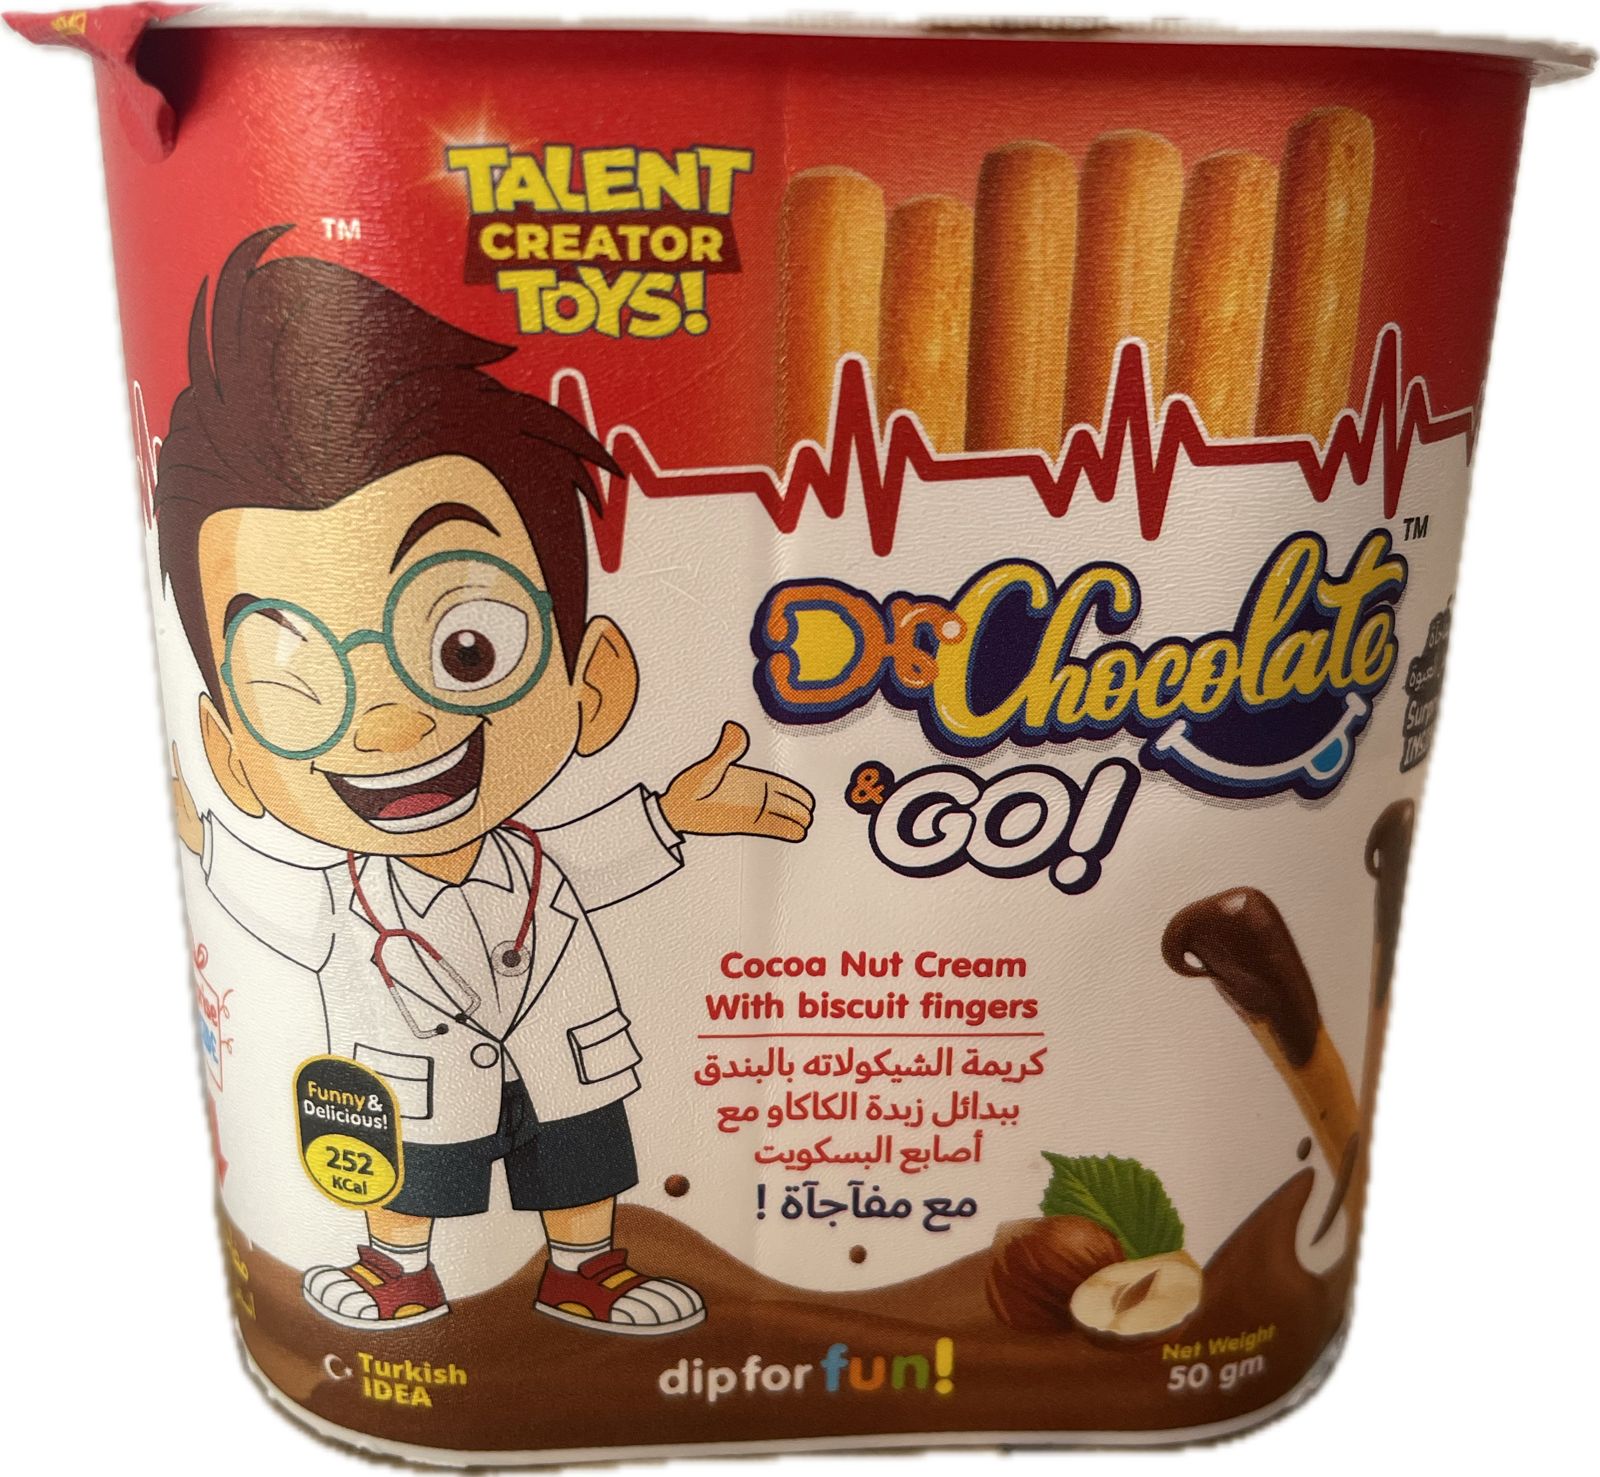 TALENT
CREATOR
TOYS!
TM
TM
Dr Chocolate
& GO!
Cocoa Nut Cream
With biscuit fingers
كريمة الشيكولاته بالبندق
ببدائل زبدة الكاكاو مع
أصابع البسكويت
مع مفآجآة !
Funny &
Delicious!
252
KCal
Turkish
IDEA
dip for fun!
Net Weight
50 gm